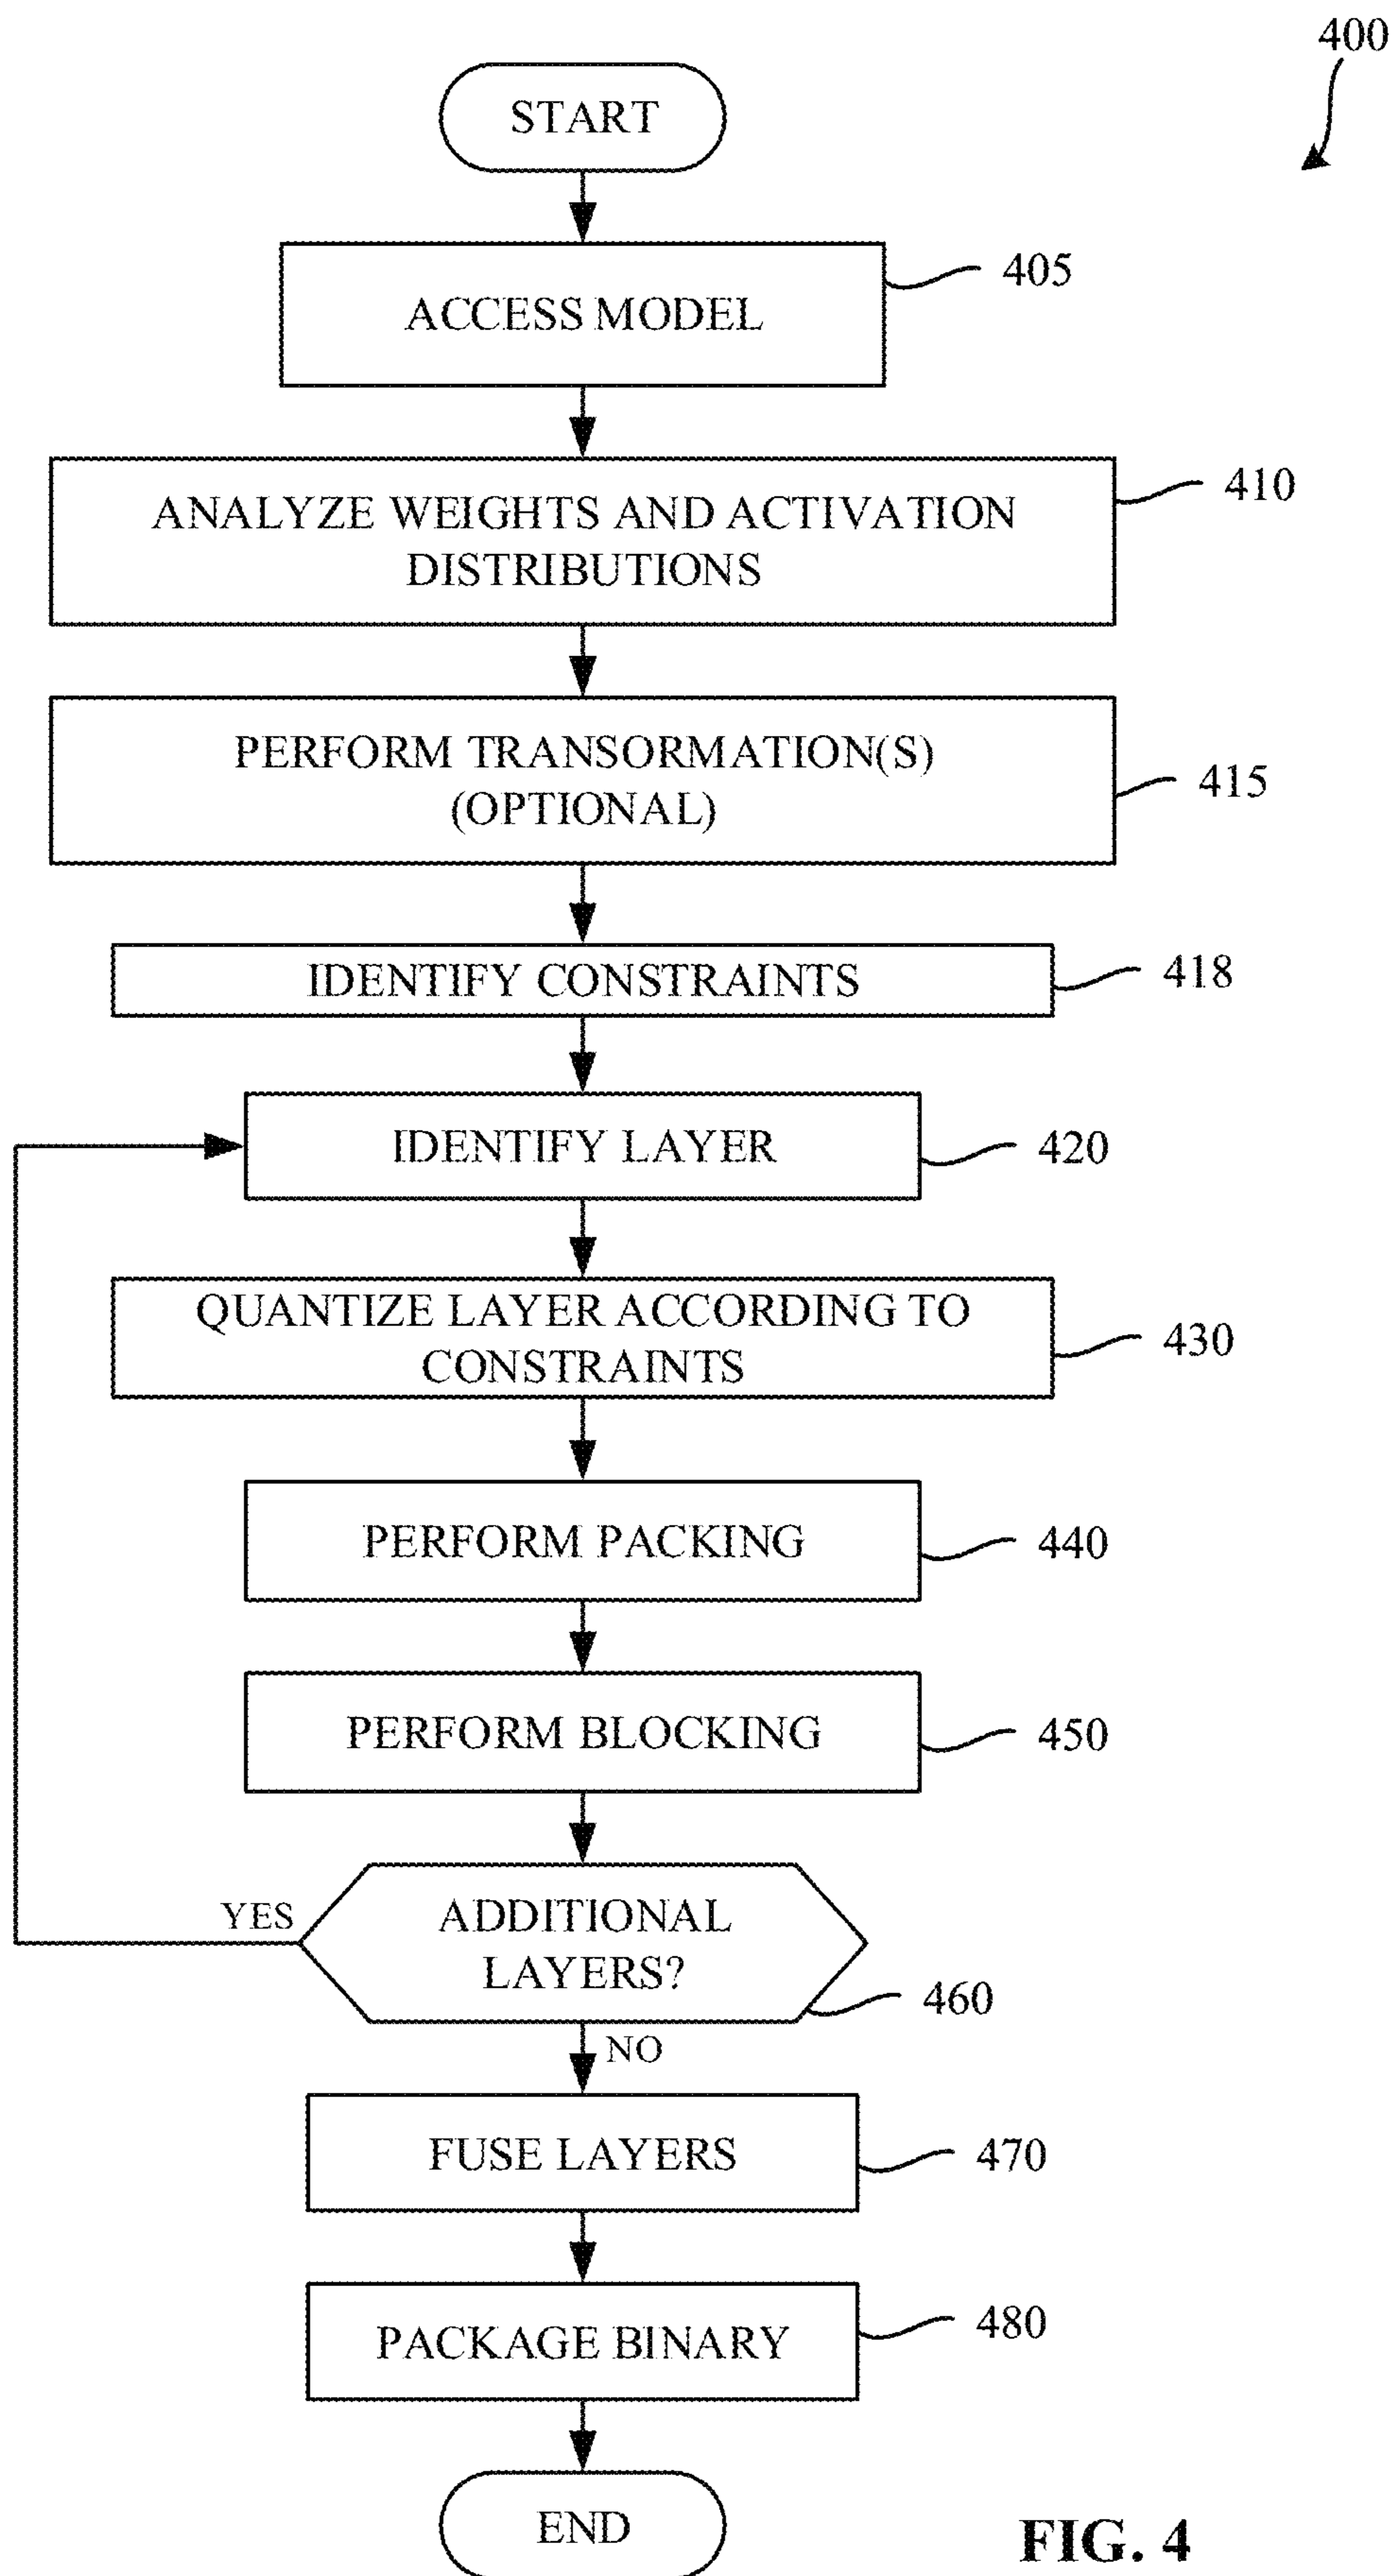 400
START
ACCESS MODEL
405
ANALYZE WEIGHTS AND ACTIVATION
DISTRIBUTIONS
410
PERFORM TRANSORMATION(S)
(OPTIONAL)
415
IDENTIFY CONSTRAINTS
418
IDENTIFY LAYER
420
QUANTIZE LAYER ACCORDING TO
CONSTRAINTS
430
PERFORM PACKING
440
PERFORM BLOCKING
450
YES
ADDITIONAL
LAYERS?
460
NO
FUSE LAYERS
470
PACKAGE BINARY
480
END
FIG. 4